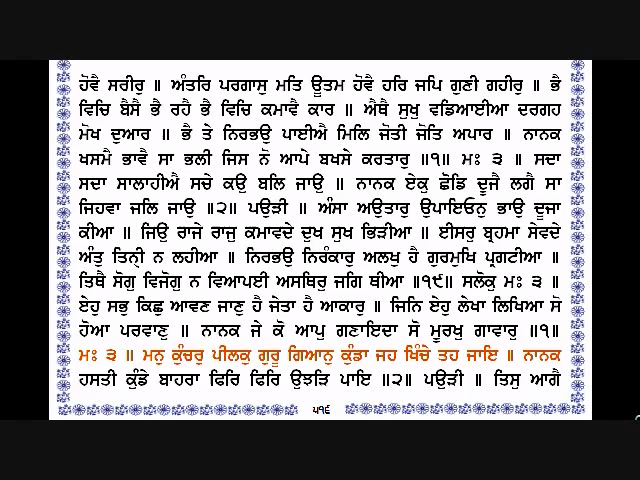 ਹੋਵੈ ਸਰੀਰੁ ॥ ਅੰਤਰਿ ਪਰਗਾਸੁ ਮਤਿ ਊਤਮ ਹੋਵੈ ਹਰਿ ਜਪਿ ਗੁਣੀ ਗਹੀਰੁ ॥ ਭੈ
ਵਿਚਿ ਬੈਸੈ ਭੈ ਰਹੈ ਭੈ ਵਿਚਿ ਕਮਾਵੈ ਕਾਰ ॥ ਐਥੈ ਸੁਖੁ ਵਡਿਆਈਆ ਦਰਗਹ
ਮੋਖ ਦੁਆਰ ॥ ਭੈ ਤੇ ਨਿਰਭਉ ਪਾਈਐ ਮਿਲਿ ਜੋਤੀ ਜੋਤਿ ਅਪਾਰ ॥ ਨਾਨਕ
ਖਸਮੈ ਭਾਵੈ ਸਾ ਭਲੀ ਜਿਸ ਨੋ ਆਪੇ ਬਖਸੇ ਕਰਤਾਰੁ ॥੧॥ ਮਃ ੩ ॥ ਸਦਾ
ਸਦਾ ਸਾਲਾਹੀਐ ਸਚੇ ਕਉ ਬਲਿ ਜਾਉ ॥ ਨਾਨਕ ਏਕੁ ਛੋਡਿ ਦੂਜੈ ਲਗੈ ਸਾ
ਜਿਹਵਾ ਜਲਿ ਜਾਉ ॥੨॥ ਪਉੜੀ ॥ ਅੰਸਾ ਅਉਤਾਰੁ ਉਪਾਇਓਨੁ ਭਾਉ ਦੂਜਾ
ਕੀਆ ॥ ਜਿਉ ਰਾਜੇ ਰਾਜੁ ਕਮਾਵਦੇ ਦੁਖ ਸੁਖ ਭਿੜੀਆ ॥ ਈਸਰੁ ਬ੍ਰਹਮਾ ਸੇਵਦੇ
ਅੰਤੁ ਤਿਨੑੀ ਨ ਲਹੀਆ ॥ ਨਿਰਭਉ ਨਿਰੰਕਾਰੁ ਅਲਖੁ ਹੈ ਗੁਰਮੁਖਿ ਪ੍ਰਗਟੀਆ ॥
ਤਿਥੈ ਸੋਗੁ ਵਿਜੋਗੁ ਨ ਵਿਆਪਈ ਅਸਥਿਰੁ ਜਗਿ ਥੀਆ ॥੧੯॥ ਸਲੋਕੁ ਮਃ ੩ ॥
ਏਹੁ ਸਭੁ ਕਿਛੁ ਆਵਣ ਜਾਣੁ ਹੈ ਜੇਤਾ ਹੈ ਆਕਾਰੁ ॥ ਜਿਨਿ ਏਹੁ ਲੇਖਾ ਲਿਖਿਆ ਸੋ
ਹੋਆ ਪਰਵਾਣੁ ॥ ਨਾਨਕ ਜੇ ਕੋ ਆਪੁ ਗਣਾਇਦਾ ਸੋ ਮੂਰਖੁ ਗਾਵਾਰੁ ॥੧॥
ਮਃ ੩ ॥ ਮਨੁ ਕੁੰਚਰੁ ਪੀਲਕੁ ਗੁਰੂ ਗਿਆਨੁ ਕੁੰਡਾ ਜਹ ਖਿੰਚੇ ਤਹ ਜਾਇ ॥ ਨਾਨਕ
ਹਸਤੀ ਕੁੰਡੇ ਬਾਹਰਾ ਫਿਰਿ ਫਿਰਿ ਉਝੜਿ ਪਾਇ ॥੨॥ ਪਉੜੀ ॥ ਤਿਸੁ ਆਗੈ
੫੧੬